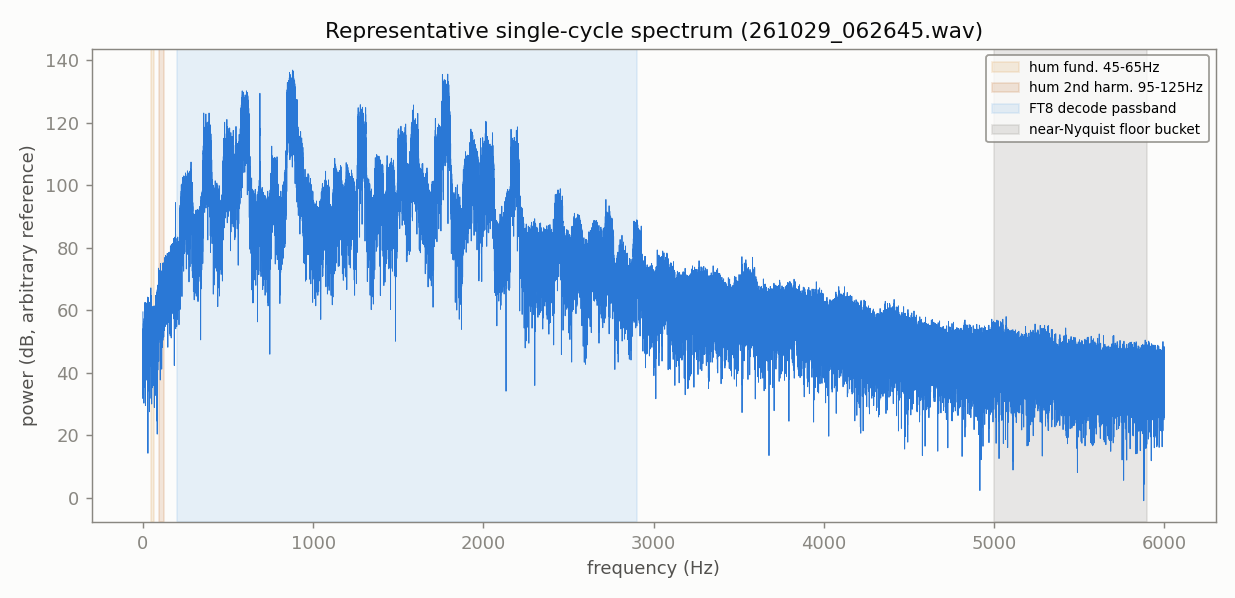 Representative single-cycle spectrum (261029_062645.wav)
hum fund. 45-65Hz
hum 2nd harm. 95-125Hz
FT8 decode passband
near-Nyquist floor bucket
power (dB, arbitrary reference)
140
120
100
80
60
40
20
0
0 1000 2000 3000 4000 5000 6000
frequency (Hz)